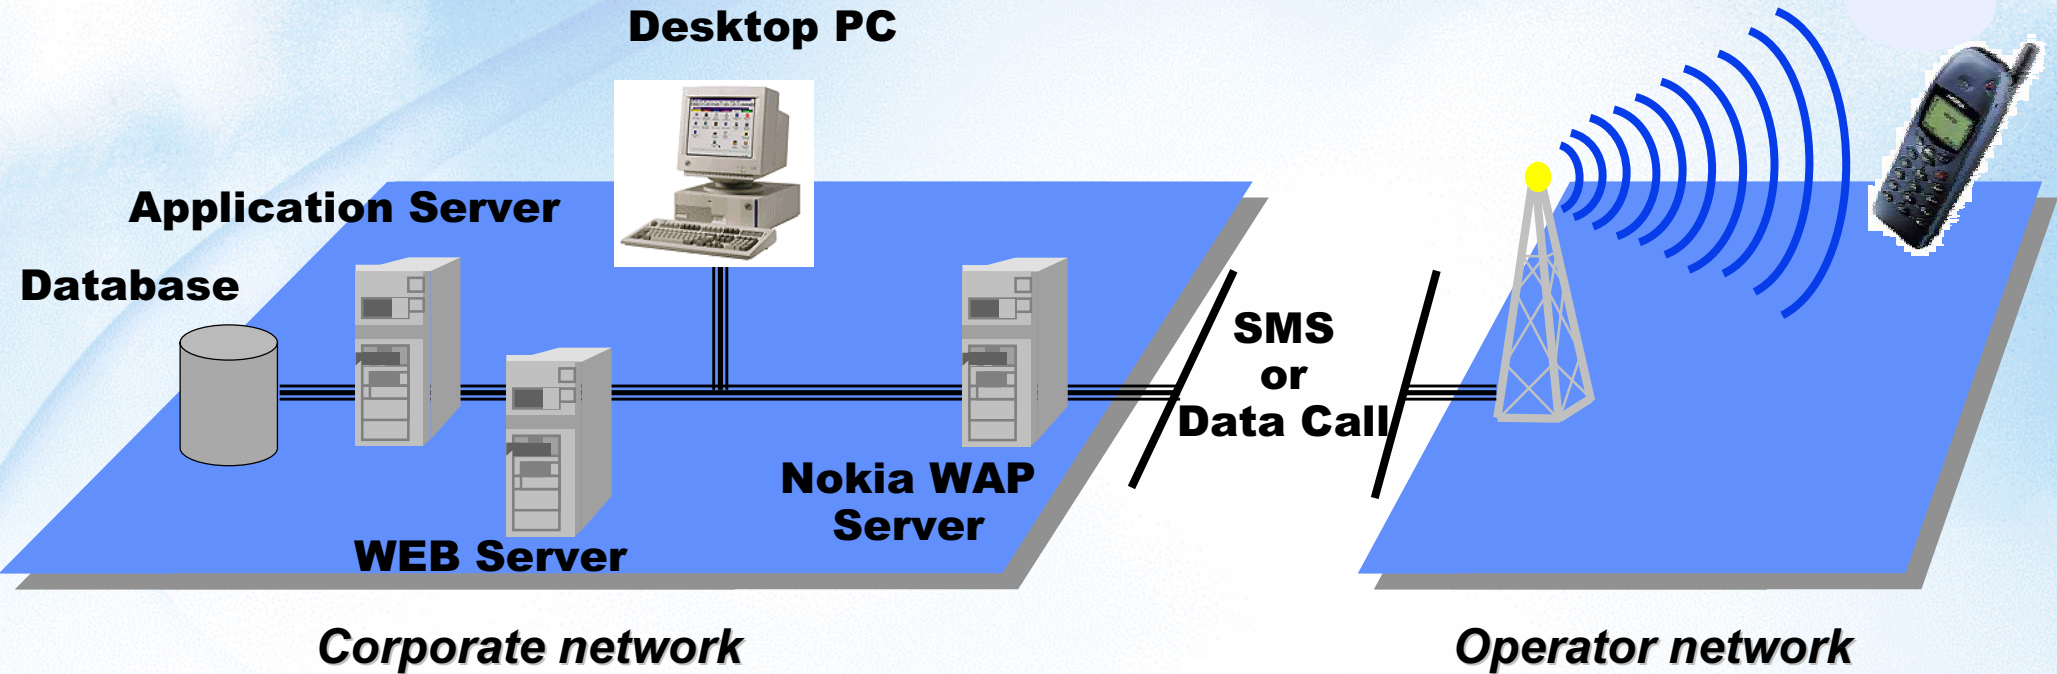 Desktop PC
Application Server
Database
SMS
or
Data Call
Nokia WAP
Server
WEB Server
Corporate network
Operator network